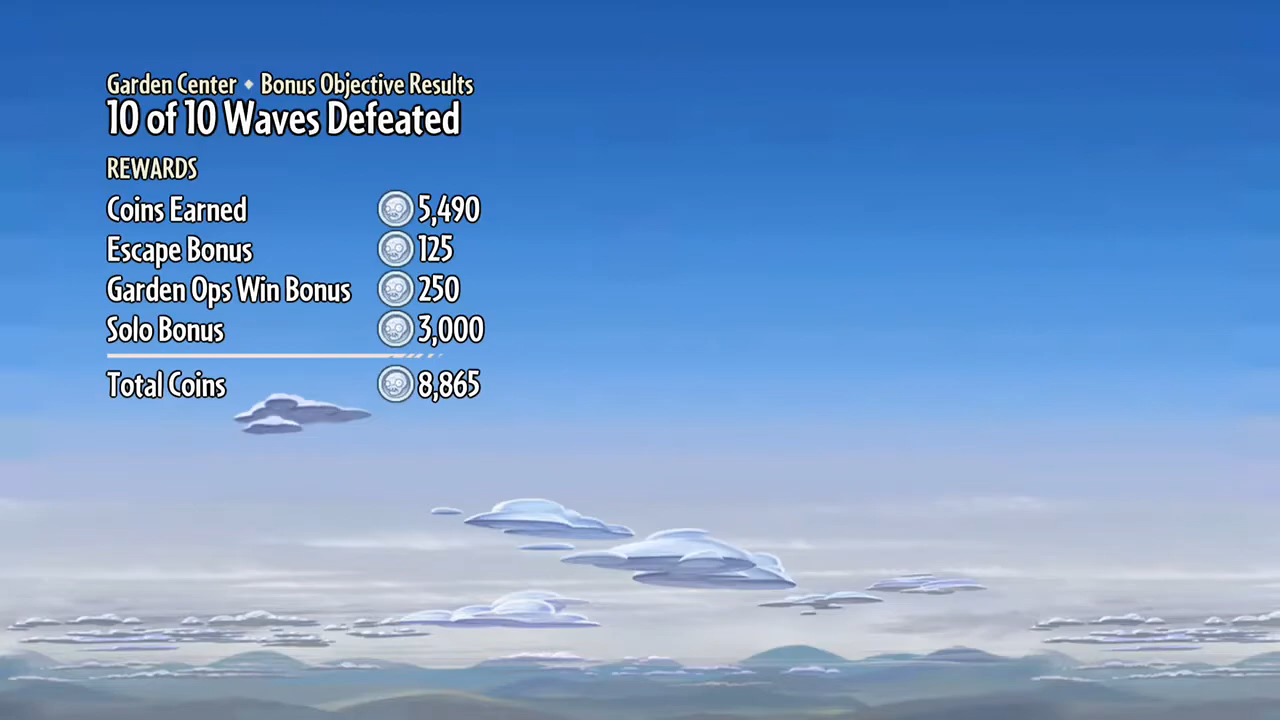 Garden Center • Bonus Objective Results
10 of 10 Waves Defeated
REWARDS
Coins Earned 5,490
Escape Bonus 125
Garden Ops Win Bonus 250
Solo Bonus 3,000
Total Coins 8,865